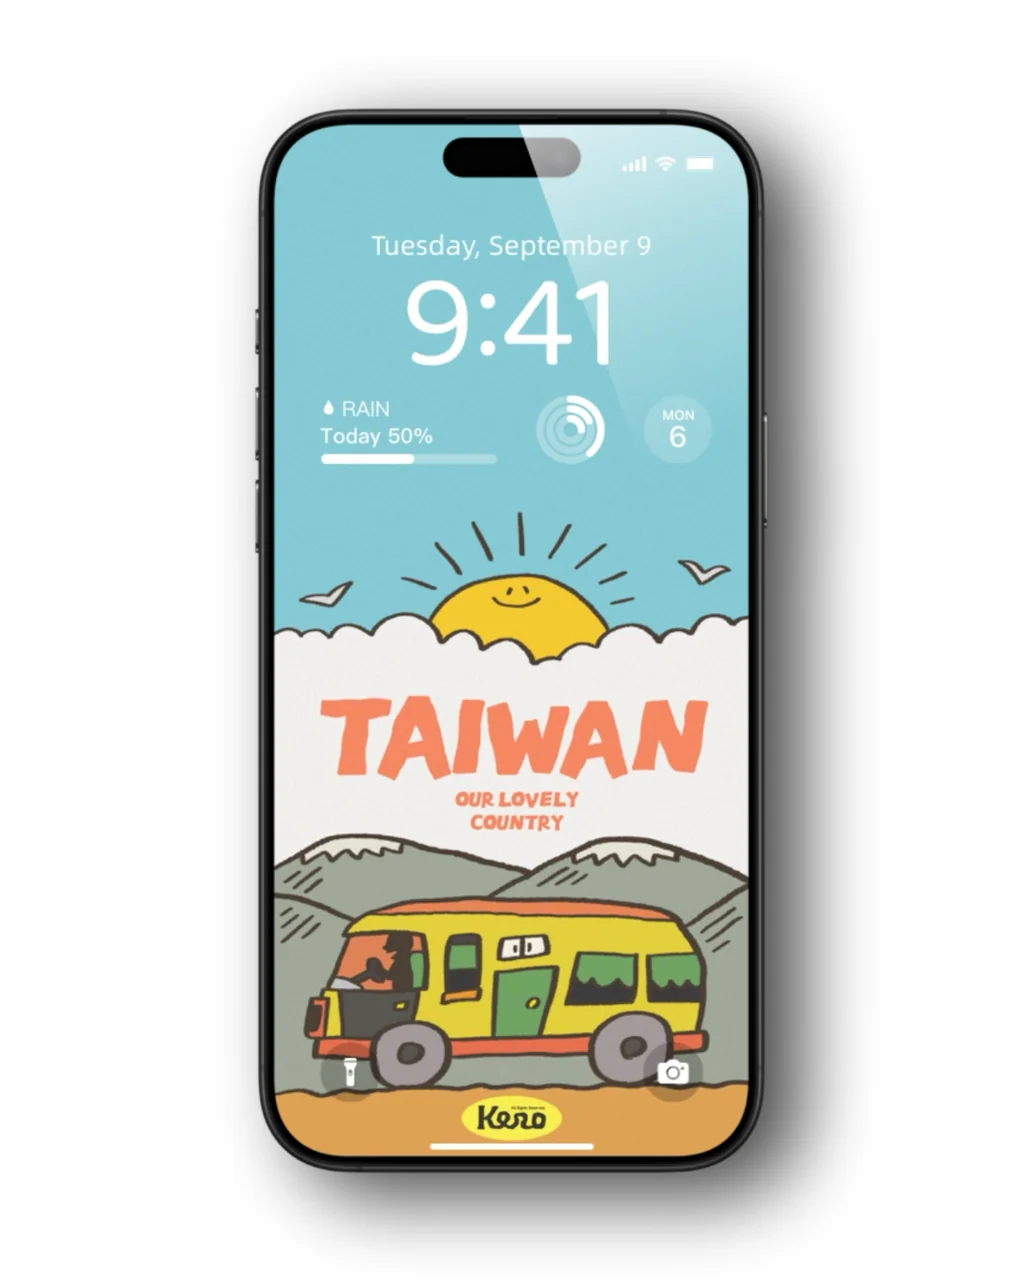 Tuesday, September 9
9:41
RAIN
Today 50%
MON
6
TAIWAN
OUR LOVELY
COUNTRY
Kero